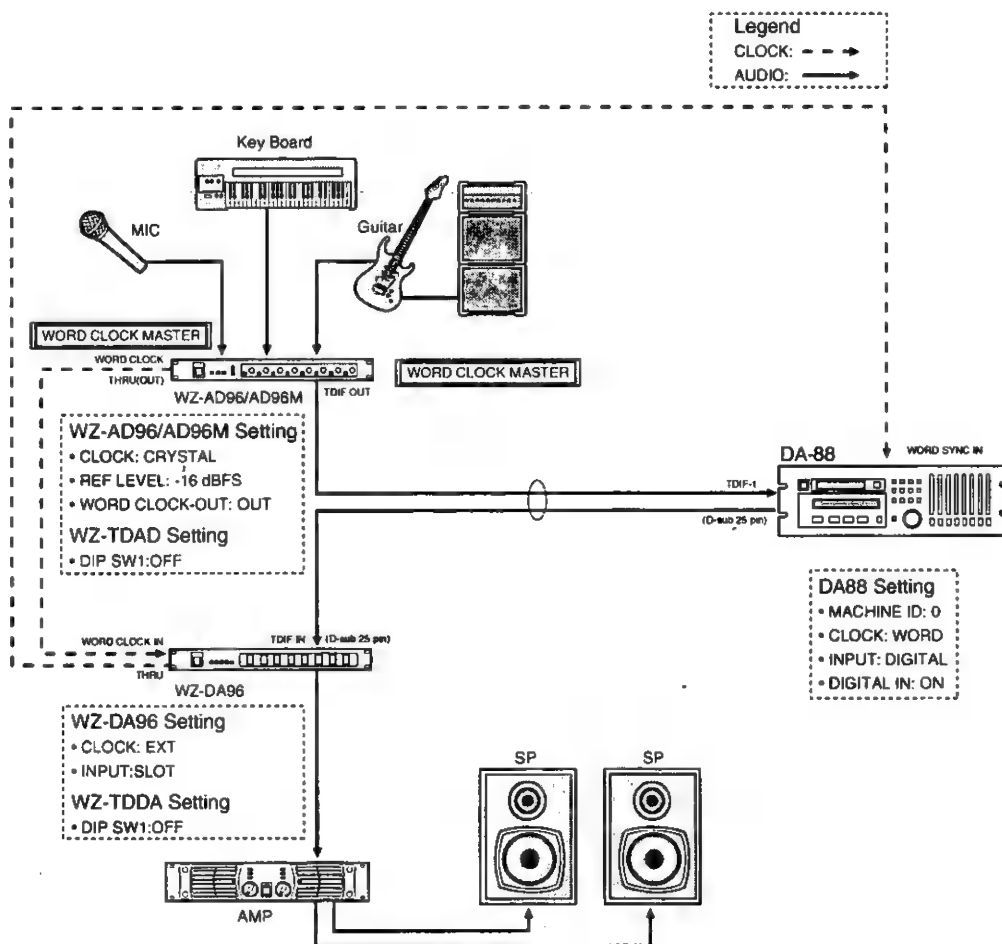 Legend
CLOCK:
AUDIO:
Key Board
MIC
Guitar
WORD CLOCK MASTER
WORD CLOCK
THRU(OUT)
WZ-AD96/AD96M
TDIF OUT
WORD CLOCK MASTER
WZ-AD96/AD96M Setting
• CLOCK: CRYSTAL
• REF LEVEL: -16 dBFS
• WORD CLOCK-OUT: OUT
WZ-TDAD Setting
• DIP SW1:OFF
DA-88
WORD SYNC IN
TDIF-1
(D-sub 25 pin)
DA88 Setting
• MACHINE ID: 0
• CLOCK: WORD
• INPUT: DIGITAL
• DIGITAL IN: ON
WORD CLOCK IN
THRU
TDIF IN
(D-sub 25 pin)
WZ-DA96
WZ-DA96 Setting
• CLOCK: EXT
• INPUT:SLOT
WZ-TDDA Setting
• DIP SW1:OFF
SP
SP
AMP